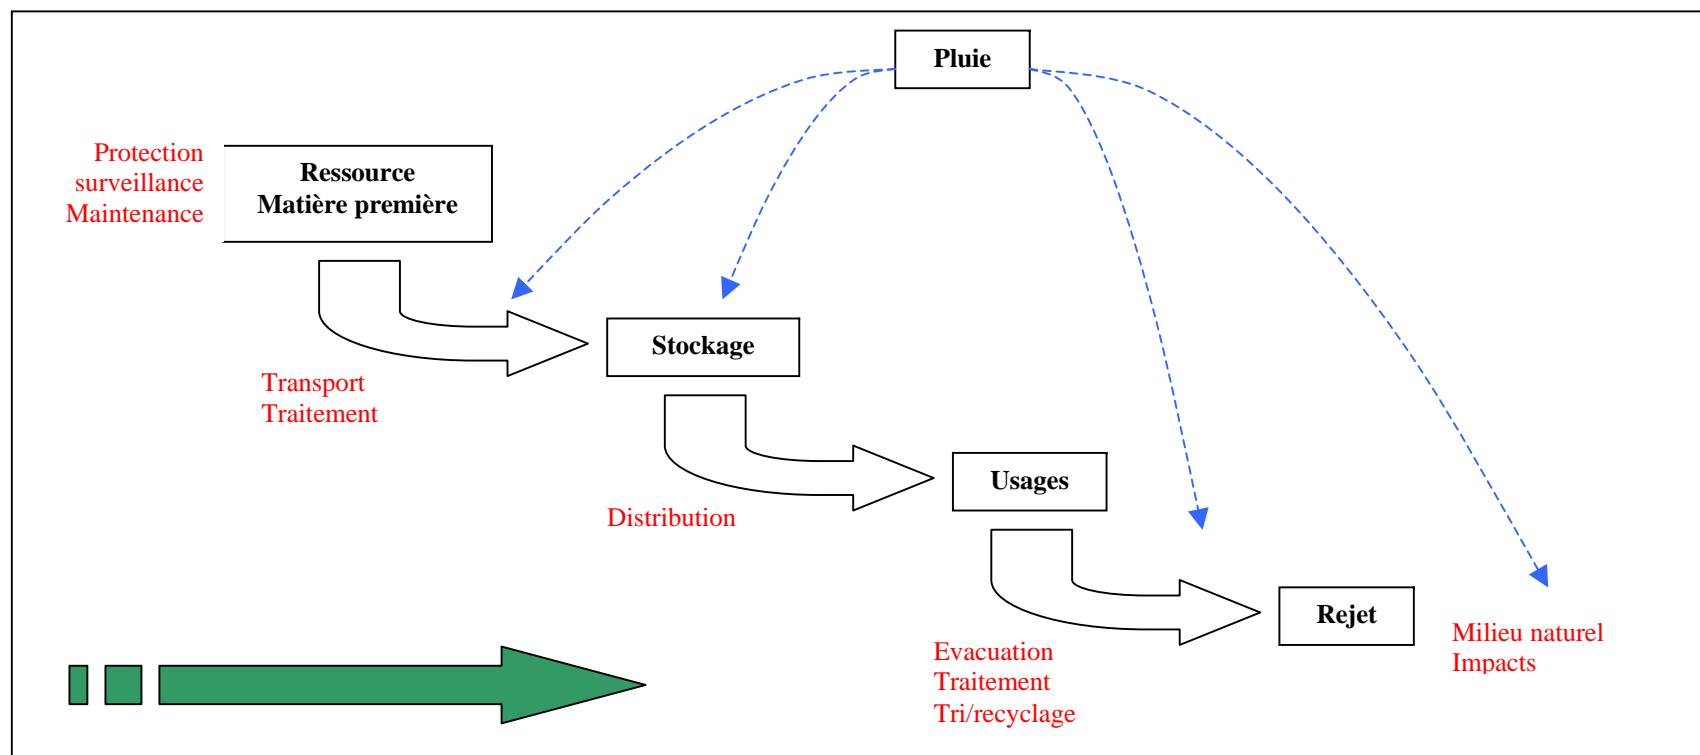 Pluie
Protection
surveillance
Maintenance
Ressource
Matière première
Stockage
Transport
Traitement
Usages
Distribution
Rejet
Milieu naturel
Impacts
Evacuation
Traitement
Tri/recyclage